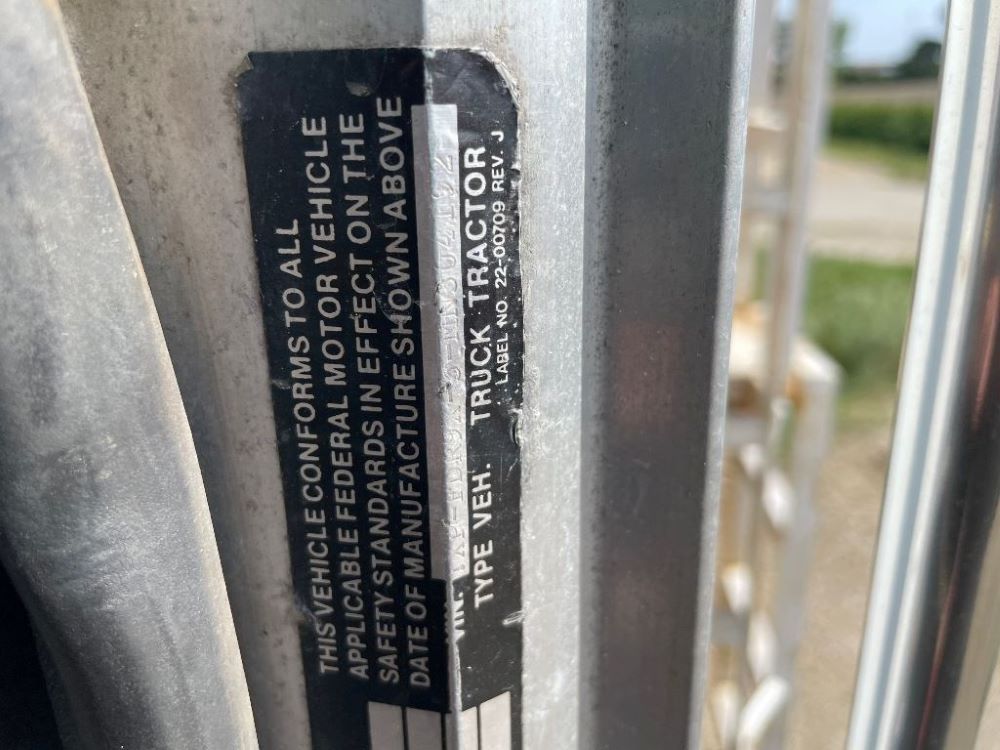 THIS VEHICLE CONFORMS TO ALL
APPLICABLE FEDERAL MOTOR VEHICLE
SAFETY STANDARDS IN EFFECT ON THE
DATE OF MANUFACTURE SHOWN ABOVE
VIN.
TYPE VEH. TRUCK TRACTOR
LABEL NO. 22-00709 REV. J